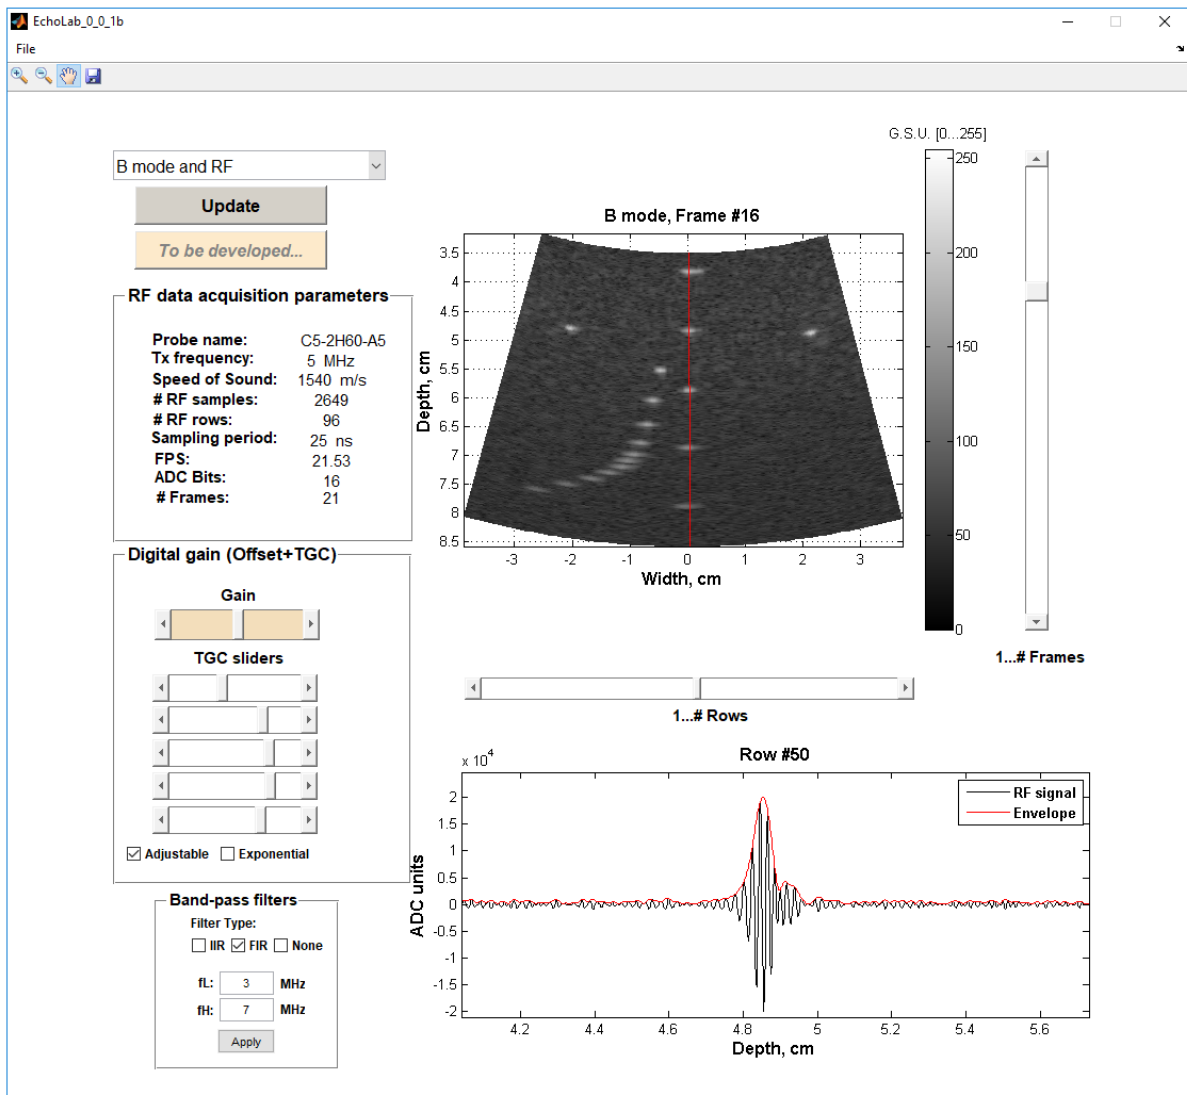 EchoLab_0_0_1b
File
B mode and RF
Update
To be developed...
RF data acquisition parameters
Probe name: C5-2H60-A5
Tx frequency: 5 MHz
Speed of Sound: 1540 m/s
# RF samples: 2649
# RF rows: 96
Sampling period: 25 ns
FPS: 21.53
ADC Bits: 16
# Frames: 21
Digital gain (Offset+TGC)
Gain
TGC sliders
Adjustable Exponential
Band-pass filters
Filter Type:
IIR FIR None
fL: 3 MHz
fH: 7 MHz
Apply
G.S.U. [0...255]
250
200
150
100
50
0
B mode, Frame #16
Depth, cm
3.5
4
4.5
5
5.5
6
6.5
7
7.5
8
8.5
-3 -2 -1 0 1 2 3
Width, cm
1...# Frames
1...# Rows
Row #50
x 10^4
ADC units
2
1.5
1
0.5
0
-0.5
-1
-1.5
-2
RF signal
Envelope
4.2 4.4 4.6 4.8 5 5.2 5.4 5.6
Depth, cm